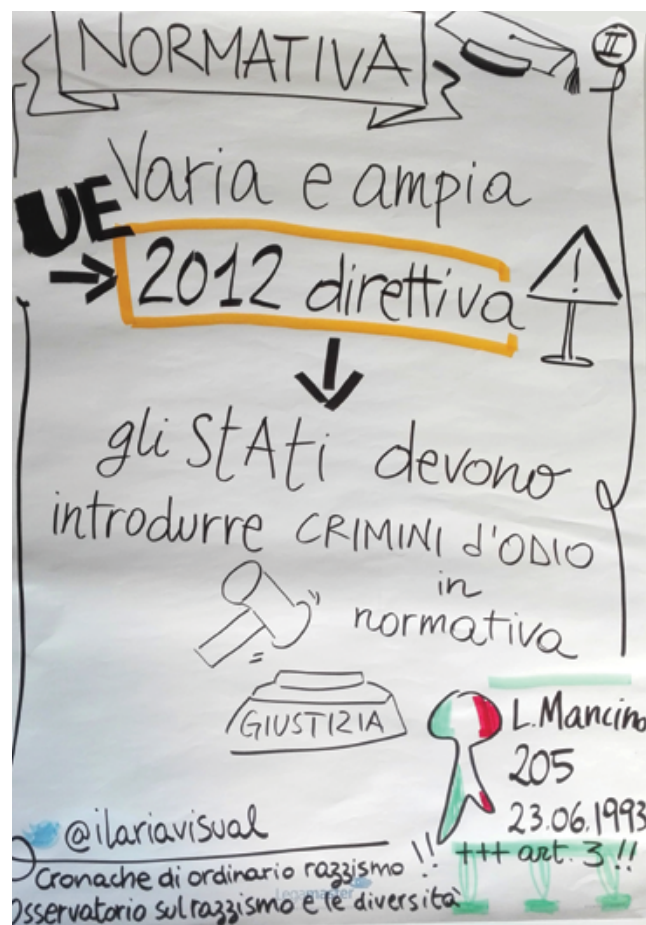 NORMATIVA
II
Varia e ampia
UE
2012 direttiva
!
gli StAti devono
introdurre CRIMINI d'ODIO
in
normativa
GIUSTIZIA
L. Mancino
205
23.06.1993
+++ art. 3 !!
@ilariavisual
Cronache di ordinario razzismo !!
Osservatorio sul razzismo e le diversità
Legamaster